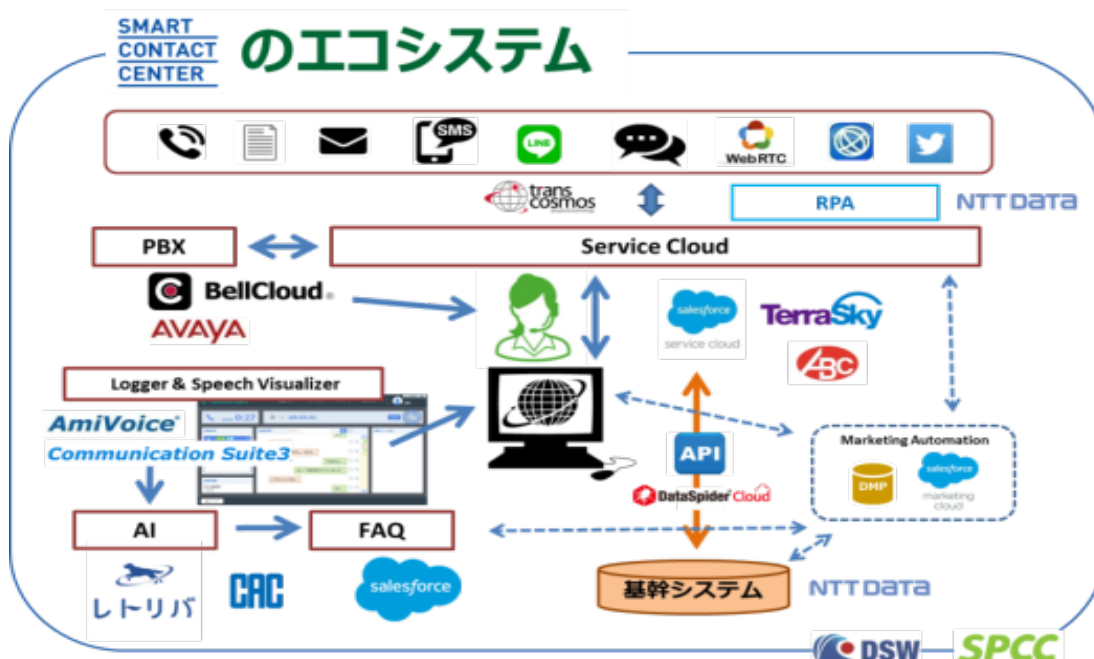 SMART
CONTACT
CENTER
のエコシステム
SMS
LINE
WebRTC
trans
cosmos
RPA
NTT DATA
PBX
Service Cloud
BellCloud®
AVAYA
salesforce
service cloud
TerraSky
ABC
Logger & Speech Visualizer
0:27
AmiVoice®
Communication Suite3
API
DataSpider Cloud
Marketing Automation
DMP
salesforce
marketing
cloud
AI
FAQ
レトリバ
CAC
salesforce
基幹システム
NTT DATA
DSW
SPCC